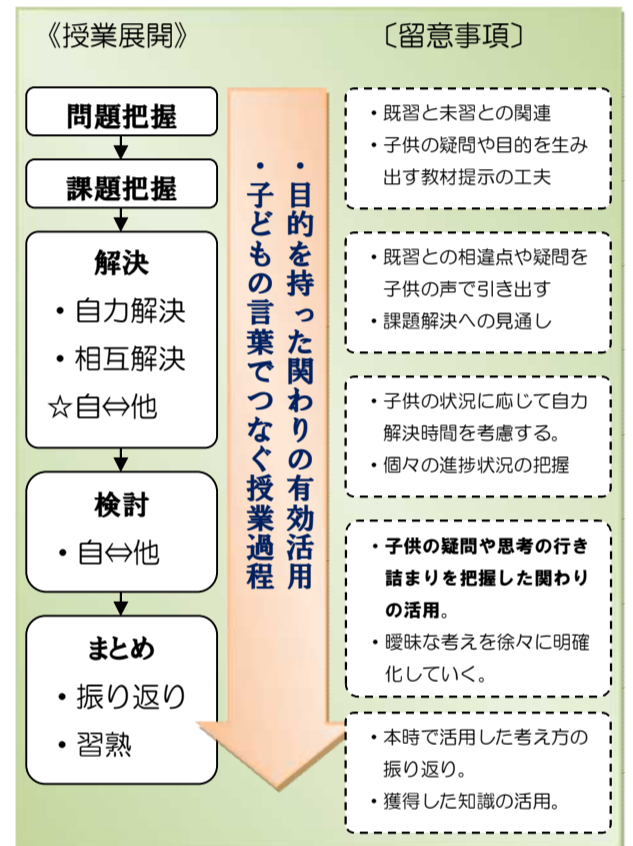 《授業展開》
〔留意事項〕
問題把握
課題把握
解決
・自力解決
・相互解決
☆自⇔他
検討
・自⇔他
まとめ
・振り返り
・習熟
・目的を持った関わりの有効活用
・子どもの言葉でつなぐ授業過程
・既習と未習との関連
・子供の疑問や目的を生み
出す教材提示の工夫
・既習との相違点や疑問を
子供の声で引き出す
・課題解決への見通し
・子供の状況に応じて自力
解決時間を考慮する。
・個々の進捗状況の把握
・子供の疑問や思考の行き
詰まりを把握した関わり
の活用。
・曖昧な考えを徐々に明確
化していく。
・本時で活用した考え方の
振り返り。
・獲得した知識の活用。